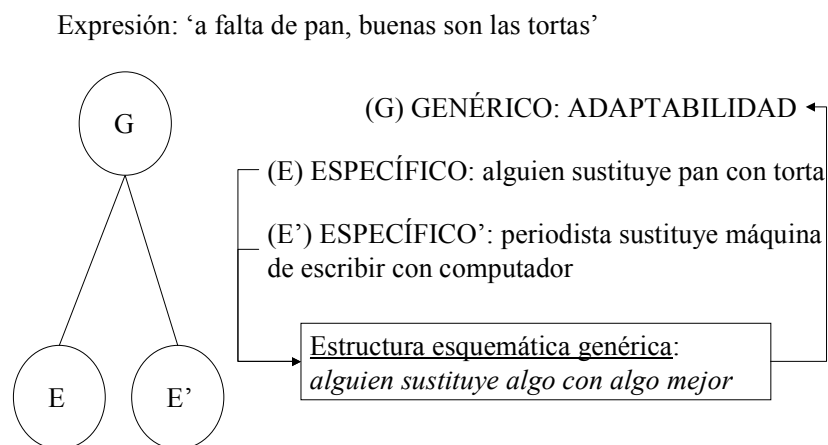 Expresión: ‘a falta de pan, buenas son las tortas’
G
(G) GENÉRICO: ADAPTABILIDAD
(E) ESPECÍFICO: alguien sustituye pan con torta
(E’) ESPECÍFICO’: periodista sustituye máquina
de escribir con computador
Estructura esquemática genérica:
alguien sustituye algo con algo mejor
E
E’